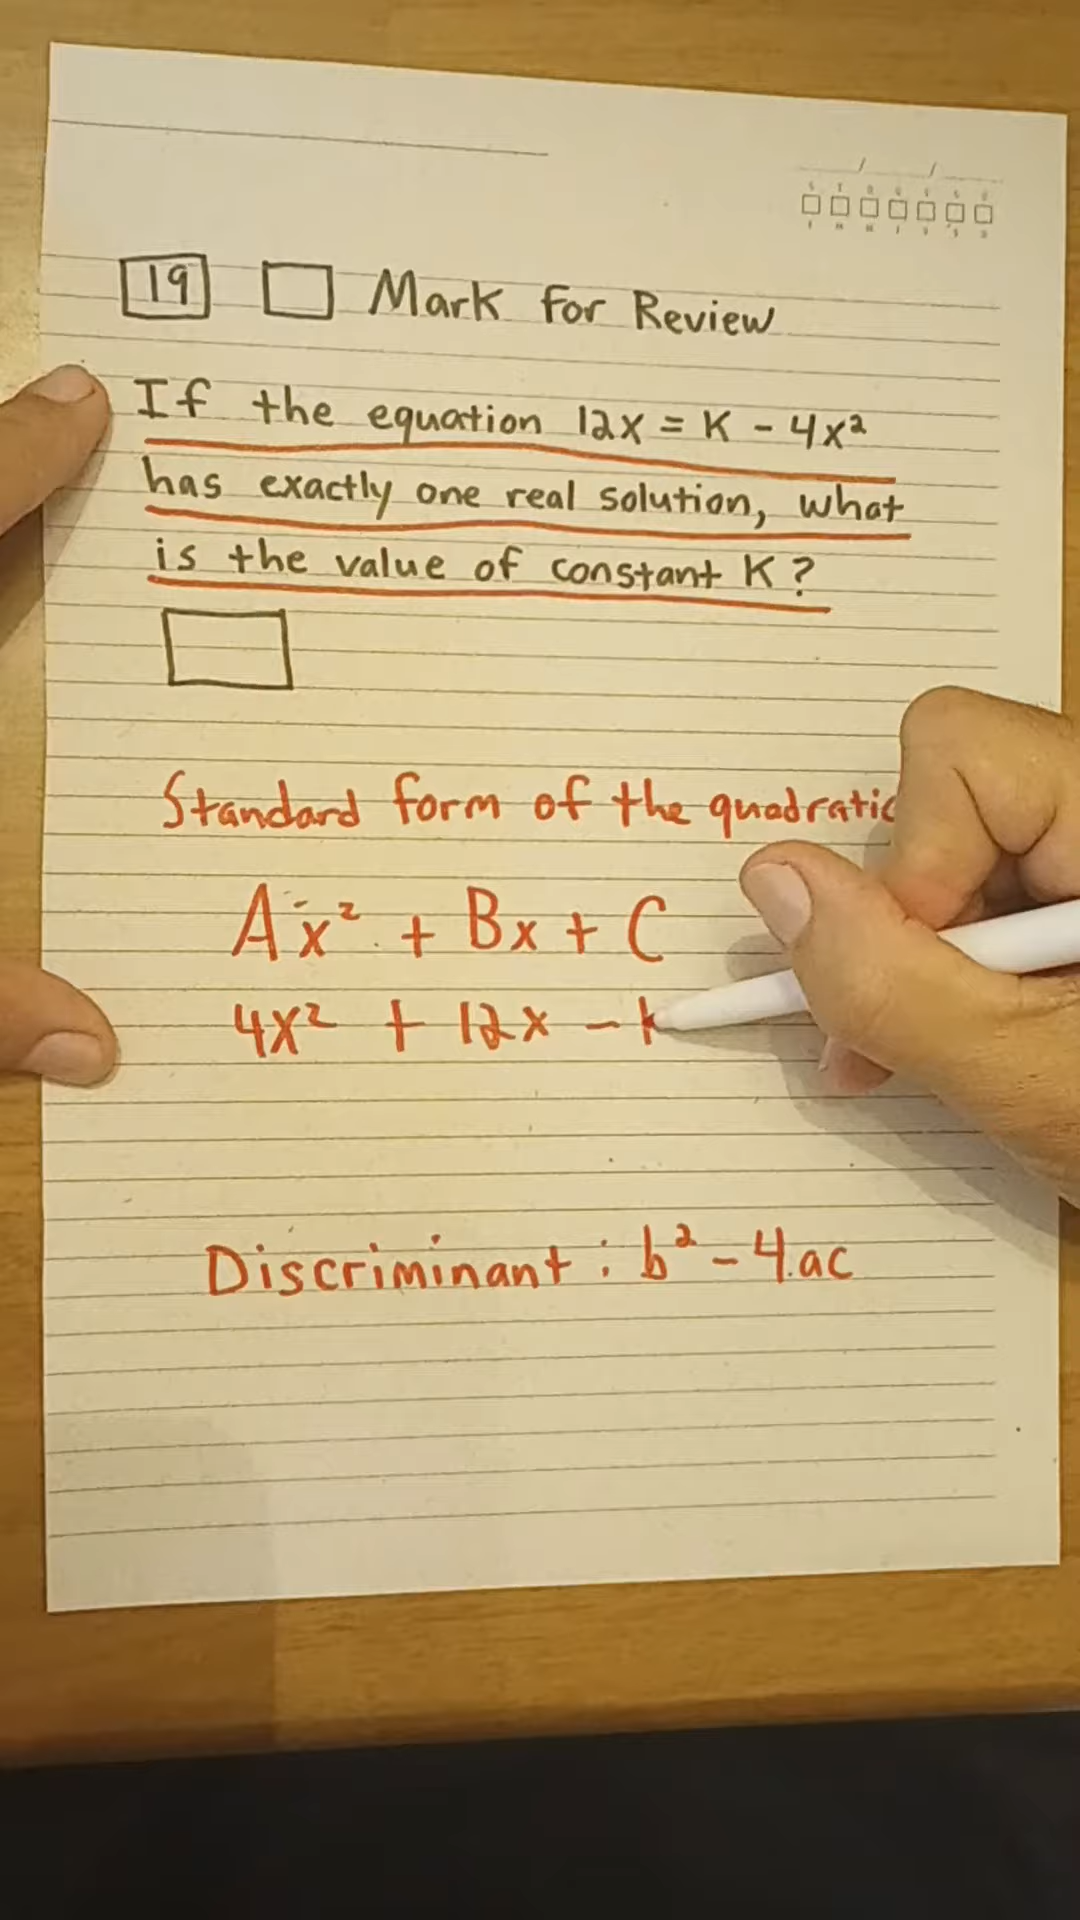 19 Mark for Review
If the equation 12x = K - 4x²
has exactly one real solution, what
is the value of constant K?
Standard form of the quadratic
Ax² + Bx + C
4x² + 12x - K
Discriminant: b² - 4ac